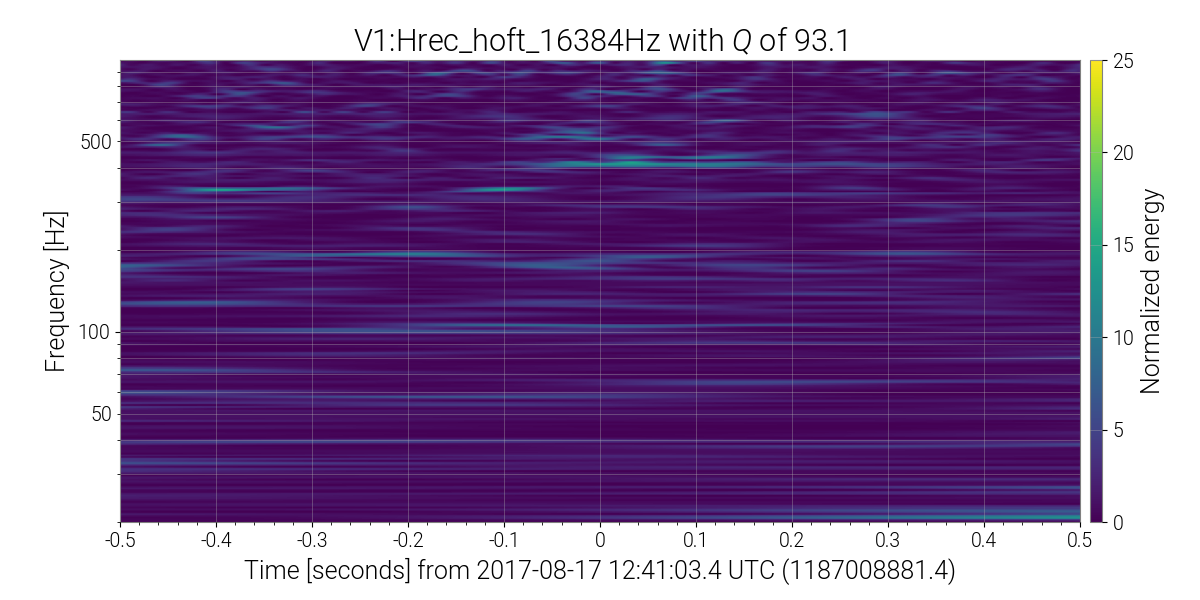 V1:Hrec_hoft_16384Hz with Q of 93.1
Frequency [Hz]
500
100
50
-0.5 -0.4 -0.3 -0.2 -0.1 0 0.1 0.2 0.3 0.4 0.5
Time [seconds] from 2017-08-17 12:41:03.4 UTC (1187008881.4)
25
20
15
10
5
0
Normalized energy